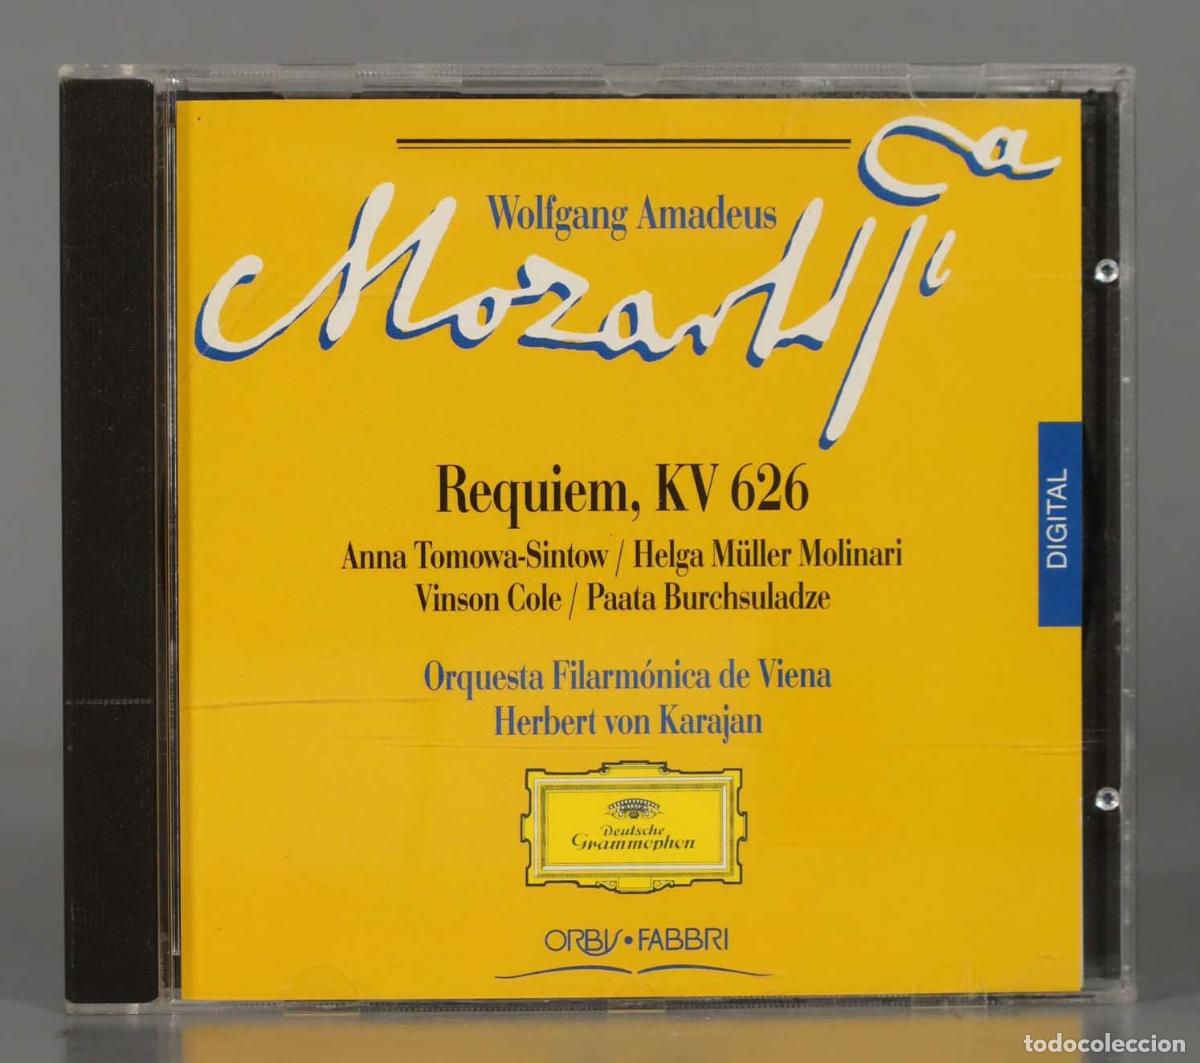 Wolfgang Amadeus
Mozart
Requiem, KV 626
Anna Tomowa-Sintow / Helga Müller Molinari
Vinson Cole / Paata Burchsuladze
Orquesta Filarmónica de Viena
Herbert von Karajan
DIGITAL
Deutsche
Grammophon
ORBIS • FABBRI
todocoleccion